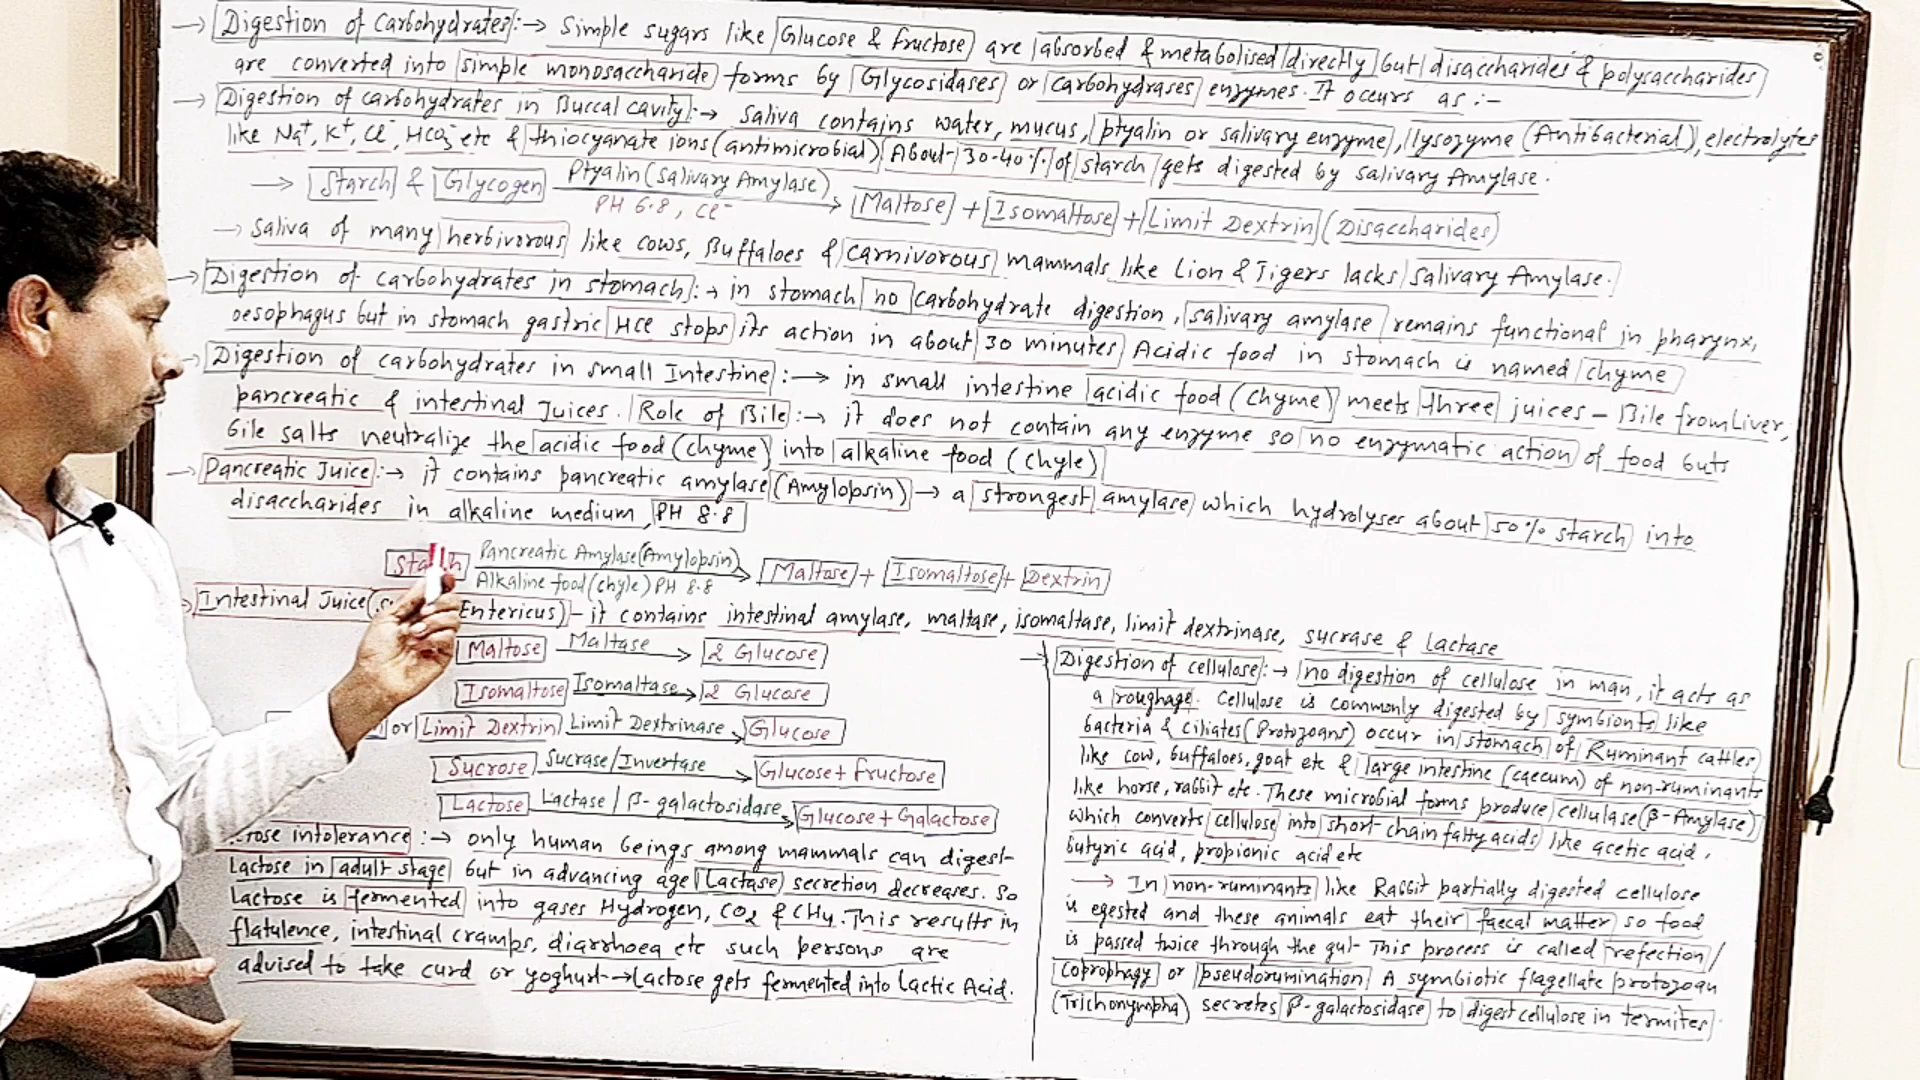 → Digestion of Carbohydrates:→ Simple sugars like Glucose & fructose are absorbed & metabolised directly but disaccharides & polysaccharides
are converted into simple monosaccharide forms by Glycosidases or carbohydrases enzymes. It occurs as :-
→ Digestion of carbohydrates in Buccal cavity:→ Saliva contains water, mucus, ptyalin or salivary enzyme, lysozyme (Antibacterial), electrolytes
like Na+, K+, Cl-, HCO3- etc & thiocyanate ions (antimicrobial) About 30-40% of starch gets digested by salivary Amylase.
→ Starch & Glycogen Ptyalin (Salivary Amylase) PH 6.8, Cl- → Maltose + Isomaltose + Limit Dextrin (Disaccharides)
→ Saliva of many herbivorous like cows, Buffaloes & carnivorous mammals like Lion & Tigers lacks salivary Amylase.
→ Digestion of carbohydrates in stomach:→ in stomach no carbohydrate digestion, salivary amylase remains functional in pharynx,
oesophagus but in stomach gastric HCl stops its action in about 30 minutes Acidic food in stomach is named chyme
→ Digestion of carbohydrates in small Intestine:→ in small intestine acidic food (chyme) meets three juices – Bile from Liver,
pancreatic & intestinal Juices. Role of Bile:→ it does not contain any enzyme so no enzymatic action of food buts
bile salts neutralize the acidic food (chyme) into alkaline food (chyle)
→ Pancreatic Juice:→ it contains pancreatic amylase (Amylopsin) → a strongest amylase which hydrolyses about 50% starch into
disaccharides in alkaline medium, PH 8.8
Pancreatic Amylase (Amylopsin) Alkaline food (chyle) PH 8.8 → Maltose + Isomaltose + Dextrin
Intestinal Juice ( Entericus) – it contains intestinal amylase, maltase, isomaltase, limit dextrinase, sucrase & lactase
Maltose Maltase → 2 Glucose
Isomaltose Isomaltase → 2 Glucose
or Limit Dextrin Limit Dextrinase → Glucose
Sucrose Sucrase/Invertase → Glucose + fructose
Lactose Lactase / β-galactosidase → Glucose + Galactose
intolerance :→ only human beings among mammals can digest
Lactose in adult stage but in advancing age Lactase secretion decreases. So
Lactose is fermented into gases Hydrogen, CO2 & CH4. This results in
flatulence, intestinal cramps, diarrhoea etc such persons are
advised to take curd or yoghurt → Lactose gets fermented into Lactic Acid.
→ Digestion of cellulose:→ no digestion of cellulose in man, it acts as
a roughage. Cellulose is commonly digested by symbionts like
bacteria & ciliates (Protozoans) occur in stomach of Ruminant cattles
like cow, buffaloes, goat etc & large intestine (caecum) of non-ruminants
like horse, rabbit etc. These microbial forms produce cellulase (β-Amylase)
which converts cellulose into short-chain fatty acids like acetic acid,
butyric acid, propionic acid etc
→ In non-ruminants like Rabbit partially digested cellulose
is egested and these animals eat their faecal matter so food
is passed twice through the gut This process is called refection/
coprophagy or pseudorumination A symbiotic flagellate protozoan
(Trichonympha) secretes β-galactosidase to digest cellulose in termites.